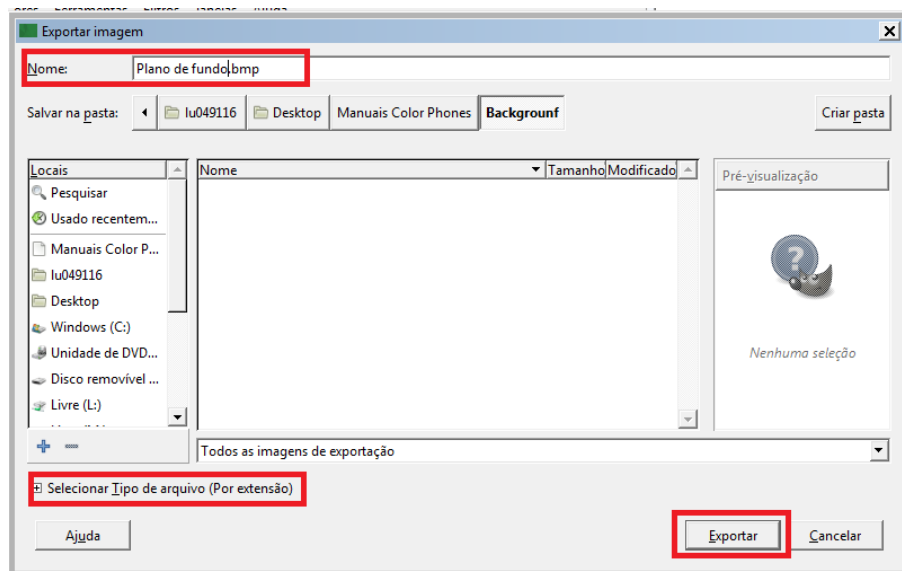 Exportar imagem
Nome:
Plano de fundo.bmp
Salvar na pasta:
lu049116
Desktop
Manuais Color Phones
Backgrounf
Criar pasta
Locais
Nome
Tamanho
Modificado
Pré-visualização
Pesquisar
Usado recentem...
Manuais Color P...
lu049116
Desktop
Windows (C:)
Unidade de DVD...
Disco removível ...
Livre (L:)
Nenhuma seleção
Todos as imagens de exportação
Selecionar Tipo de arquivo (Por extensão)
Ajuda
Exportar
Cancelar